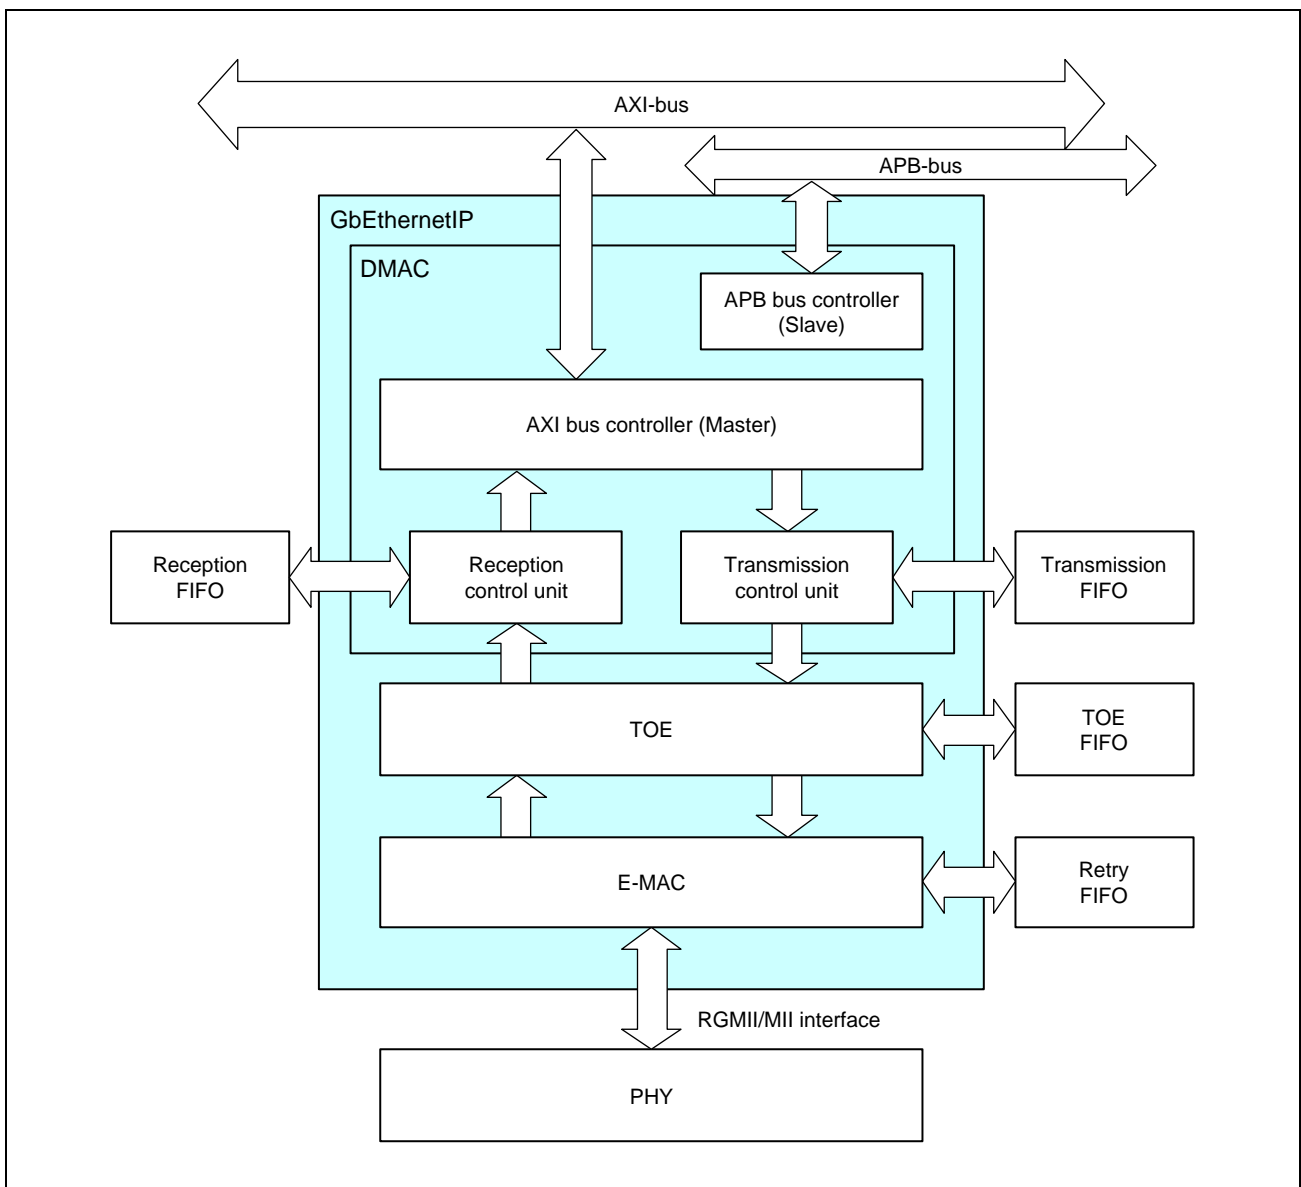 AXI-bus
APB-bus
GbEthernetIP
DMAC
APB bus controller
(Slave)
AXI bus controller (Master)
Reception
FIFO
Reception
control unit
Transmission
control unit
Transmission
FIFO
TOE
TOE
FIFO
E-MAC
Retry
FIFO
RGMII/MII interface
PHY